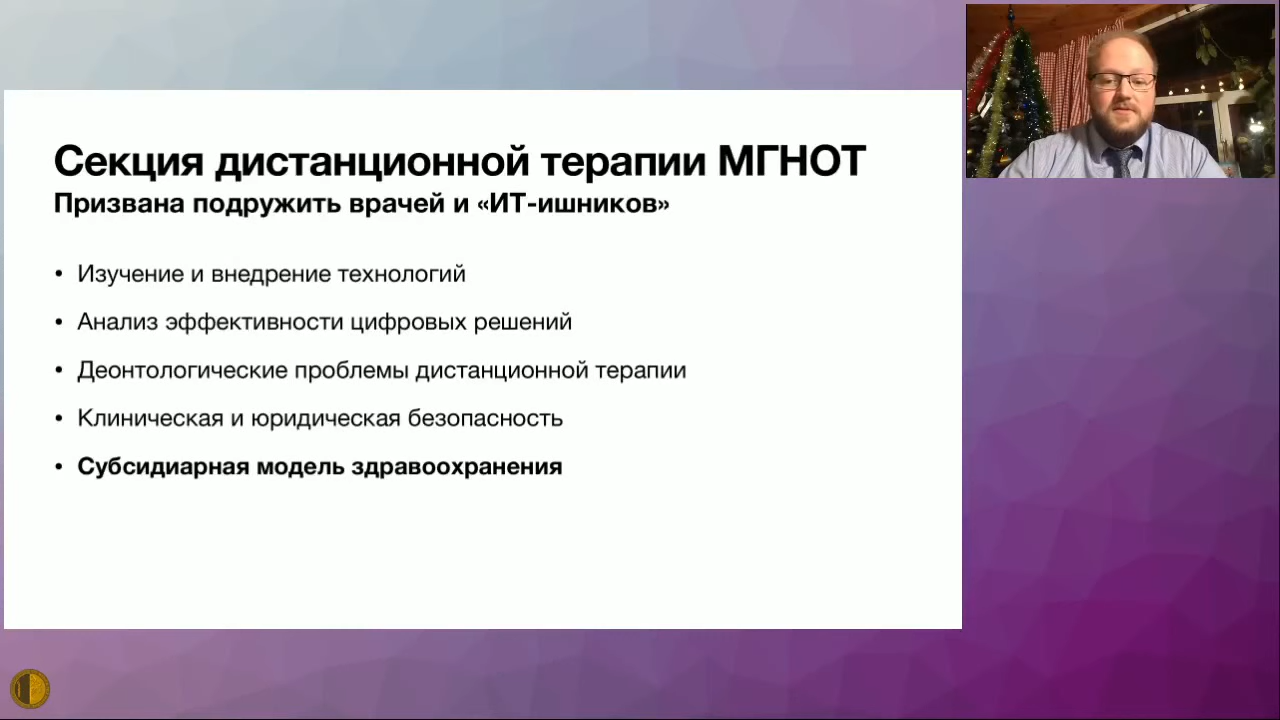 Секция дистанционной терапии МГНОТ
Призвана подружить врачей и «ИТ-ишников»
• Изучение и внедрение технологий
• Анализ эффективности цифровых решений
• Деонтологические проблемы дистанционной терапии
• Клиническая и юридическая безопасность
• Субсидиарная модель здравоохранения